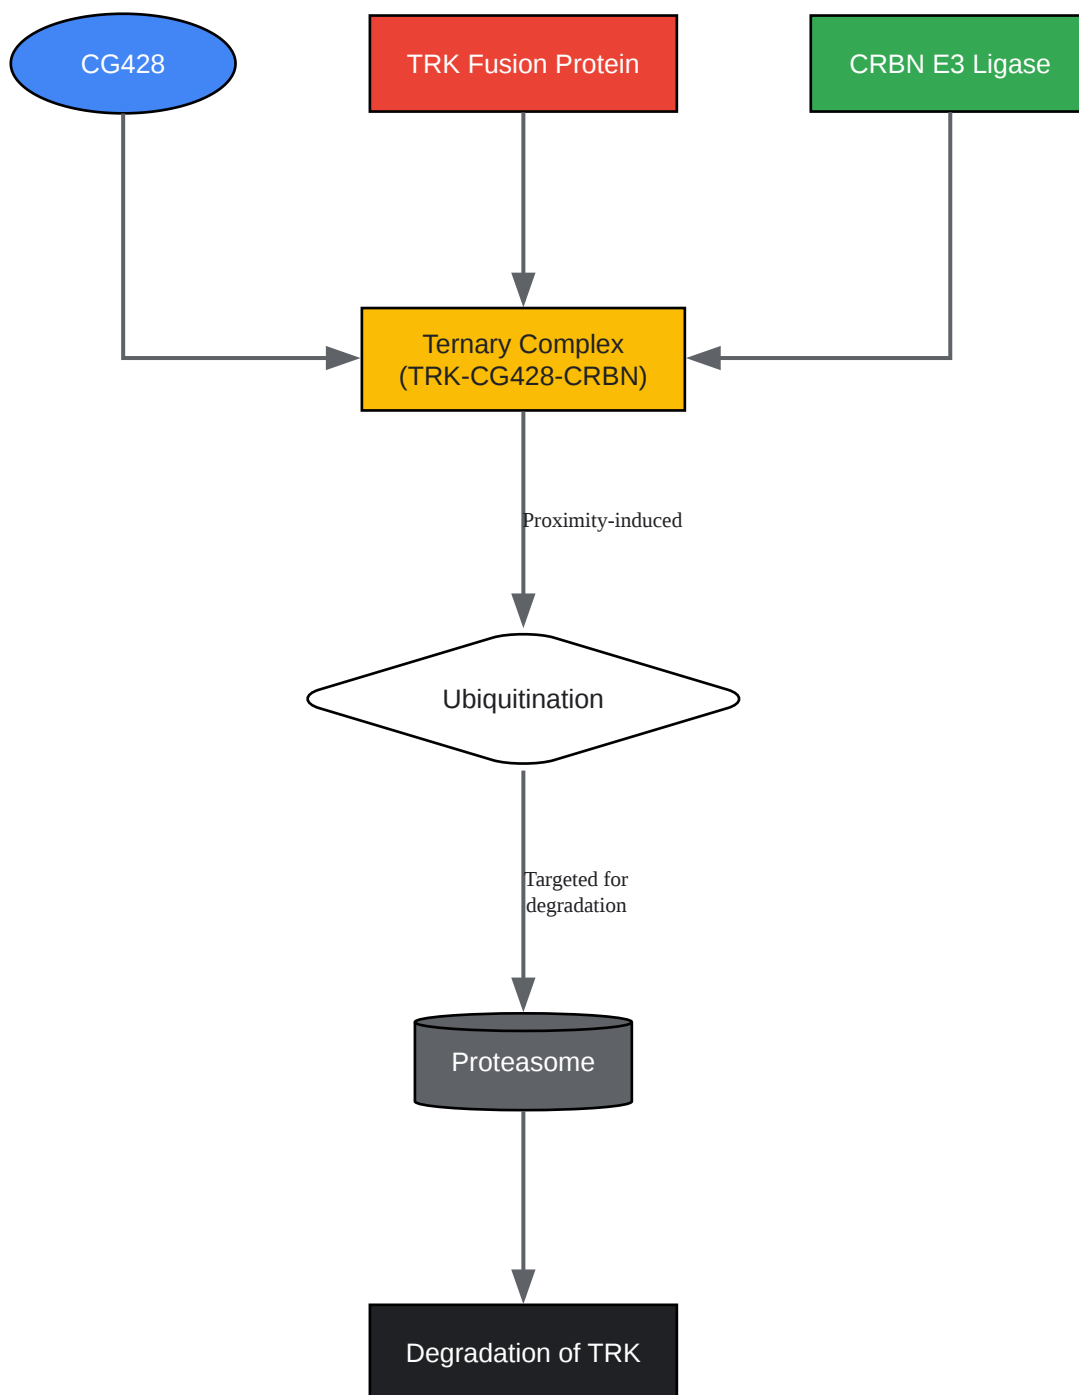 CG428
TRK Fusion Protein
CRBN E3 Ligase
Ternary Complex
(TRK-CG428-CRBN)
Proximity-induced
Ubiquitination
Targeted for
degradation
Proteasome
Degradation of TRK